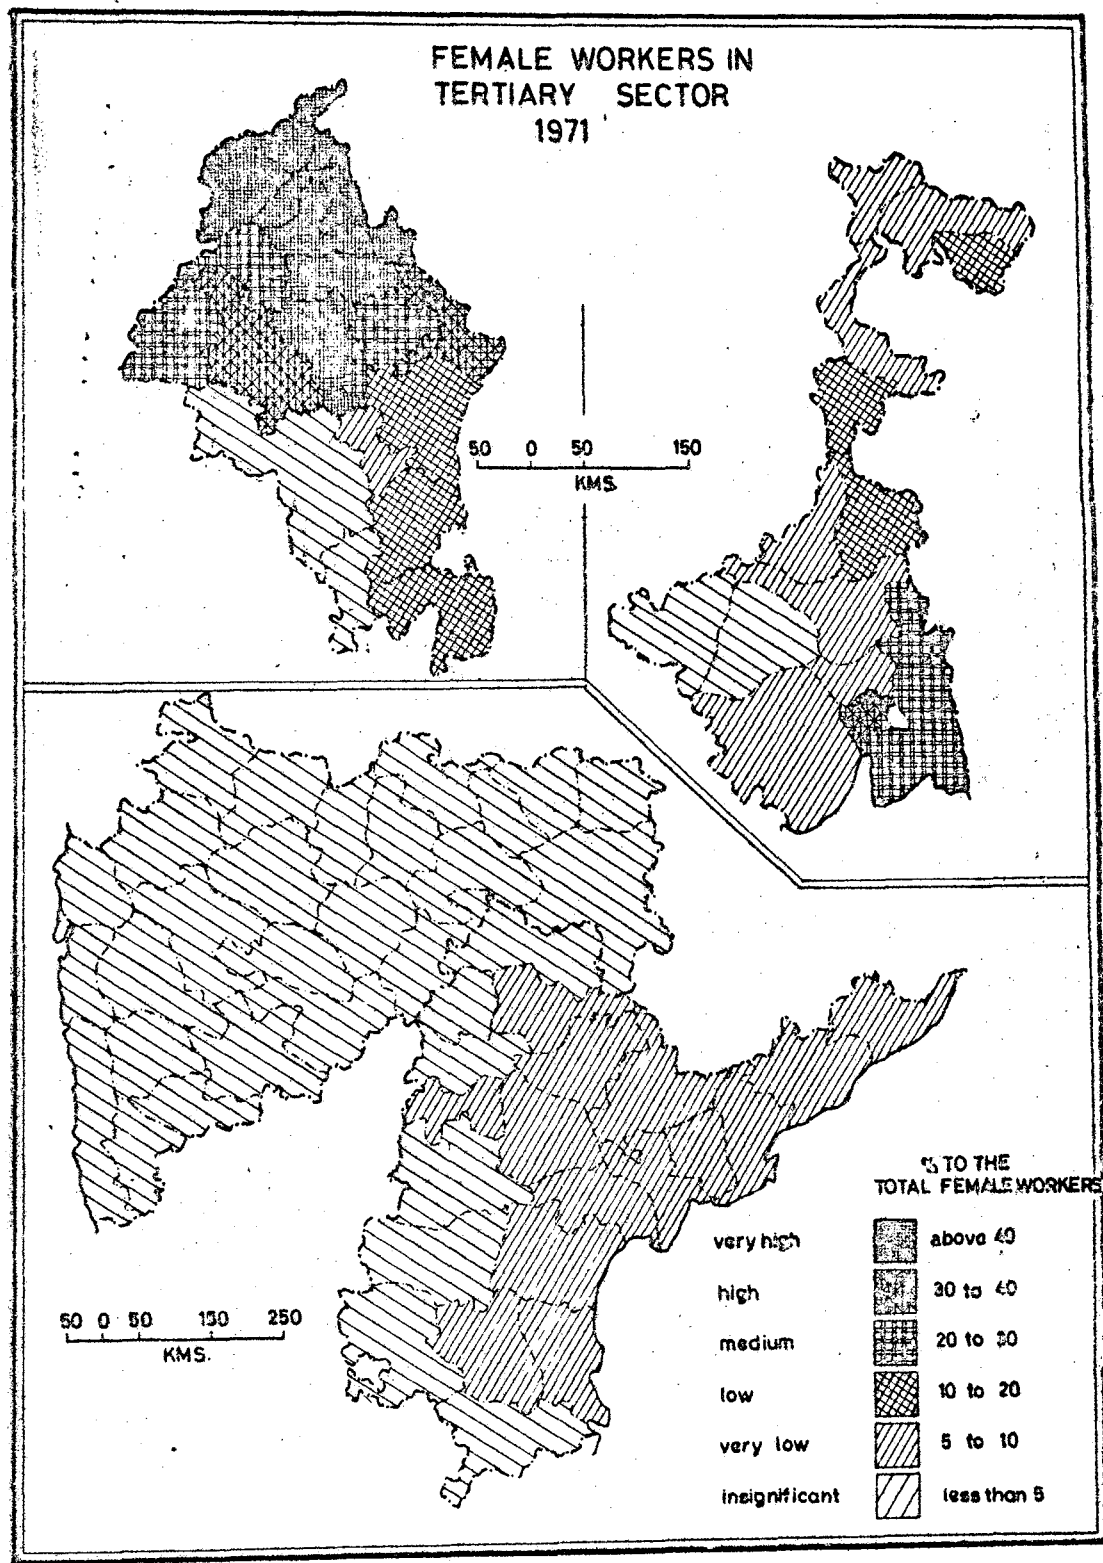 FEMALE WORKERS IN
TERTIARY SECTOR
1971
50 0 50 150
KMS.
50 0 50 150 250
KMS.
% TO THE
TOTAL FEMALE WORKERS
very high above 40
high 30 to 40
medium 20 to 30
low 10 to 20
very low 5 to 10
insignificant less than 5